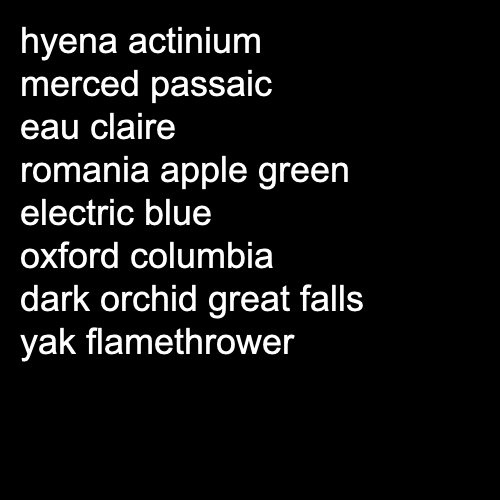 hyena actinium
merced passaic
eau claire
romania apple green
electric blue
oxford columbia
dark orchid great falls
yak flamethrower